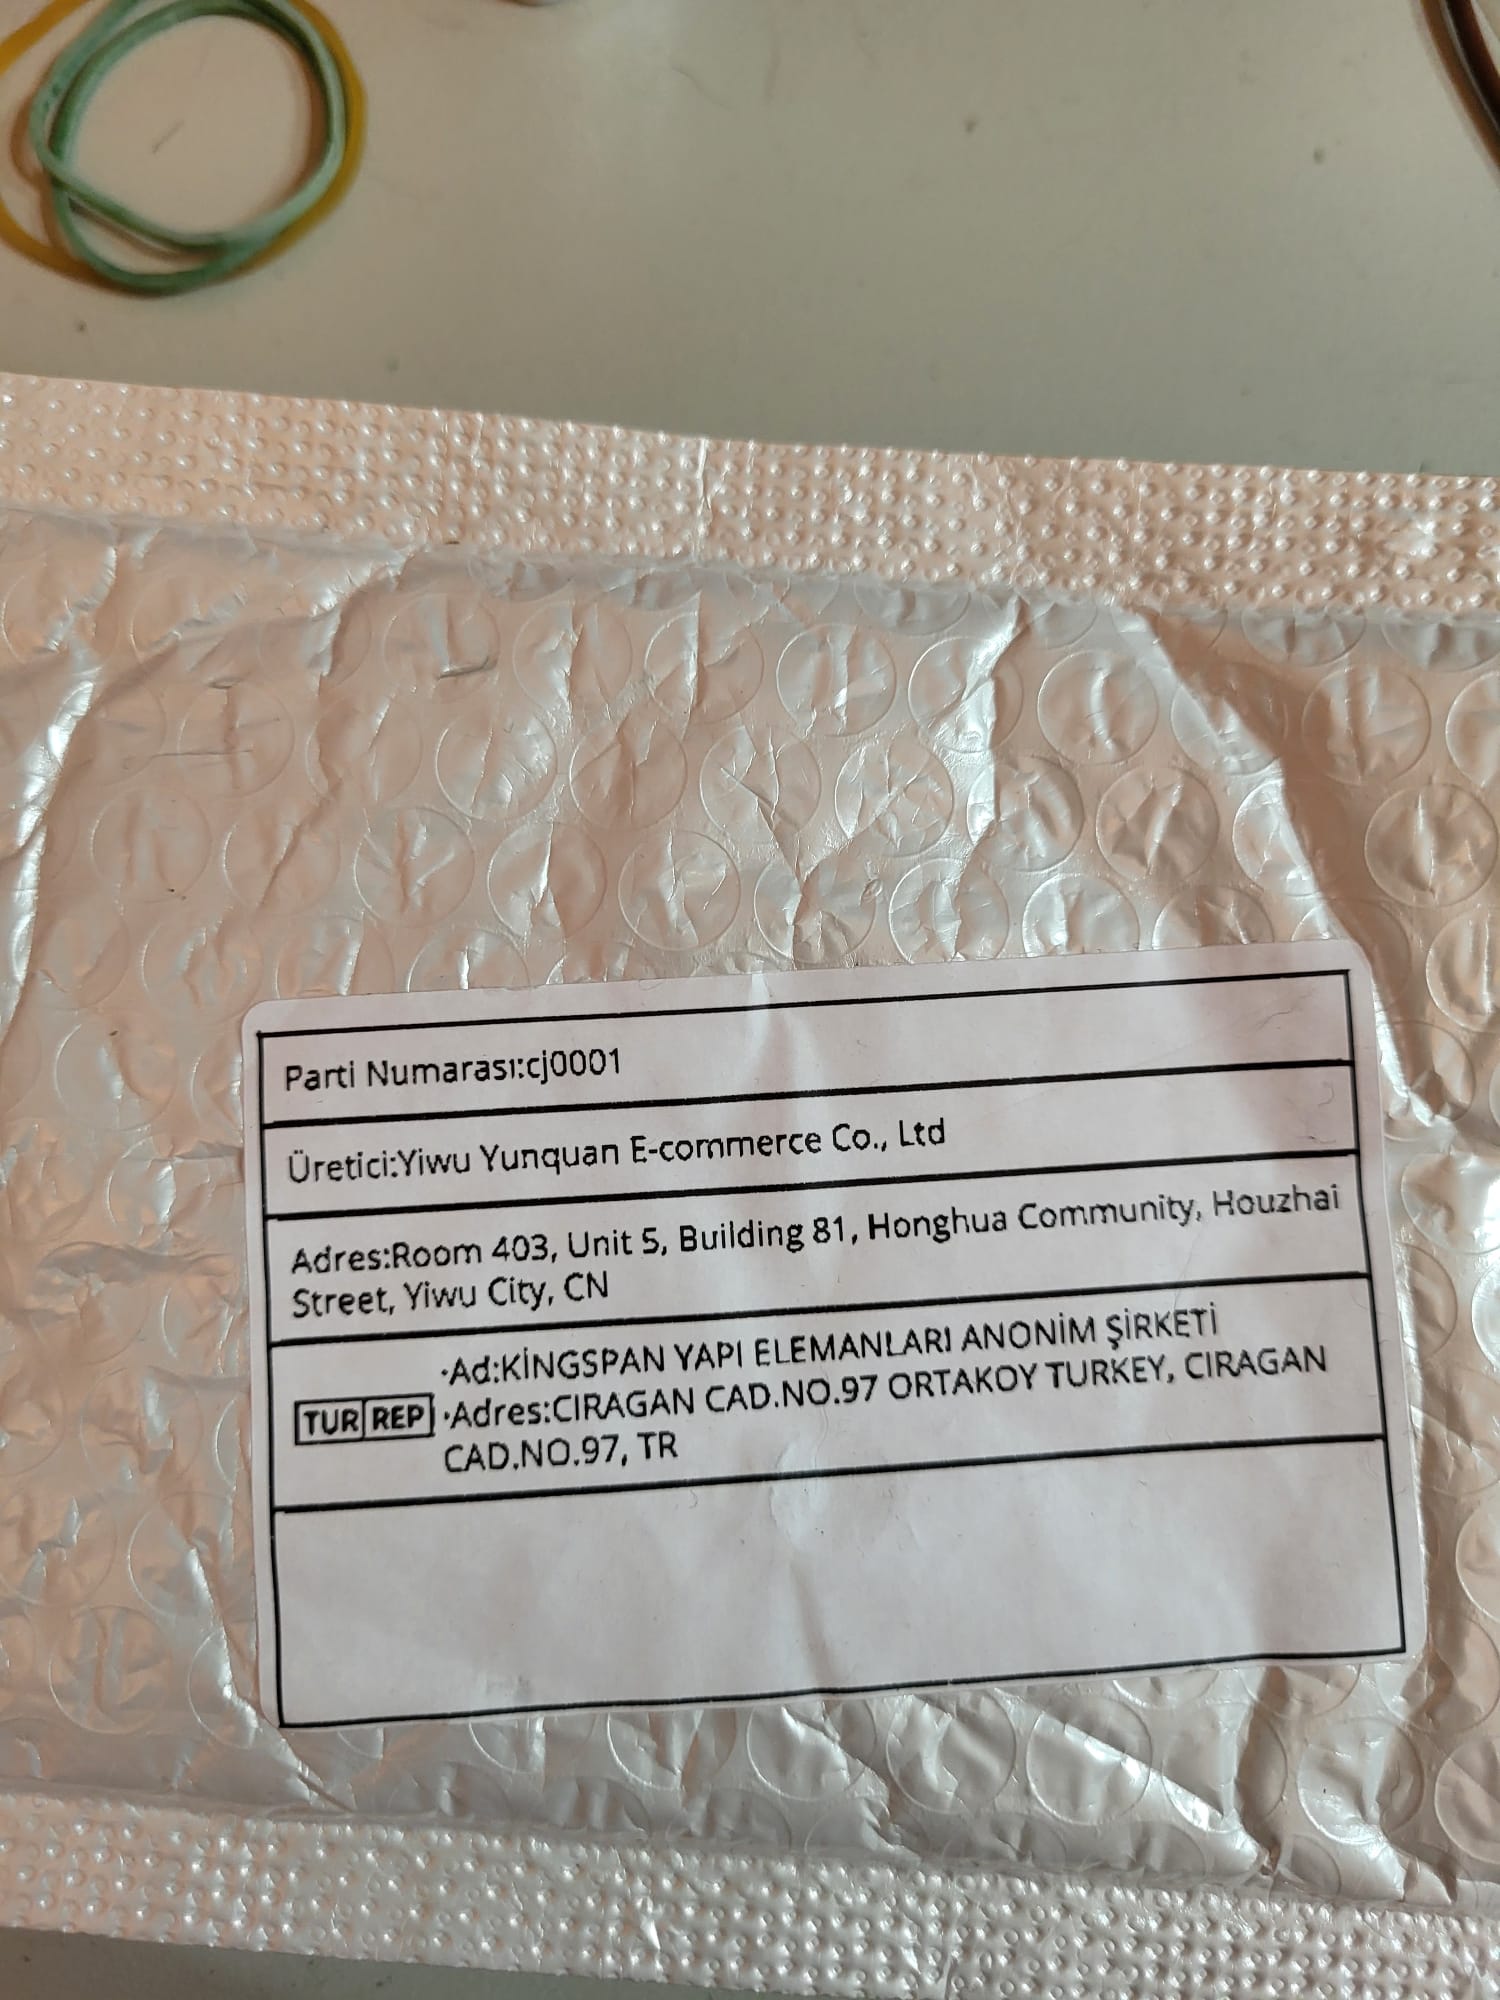 Parti Numarası:cj0001
Üretici:Yiwu Yunquan E-commerce Co., Ltd
Adres:Room 403, Unit 5, Building 81, Honghua Community, Houzhai
Street, Yiwu City, CN
·Ad:KİNGSPAN YAPI ELEMANLARI ANONİM ŞİRKETİ
TUR REP ·Adres:CIRAGAN CAD.NO.97 ORTAKOY TURKEY, CIRAGAN
CAD.NO.97, TR